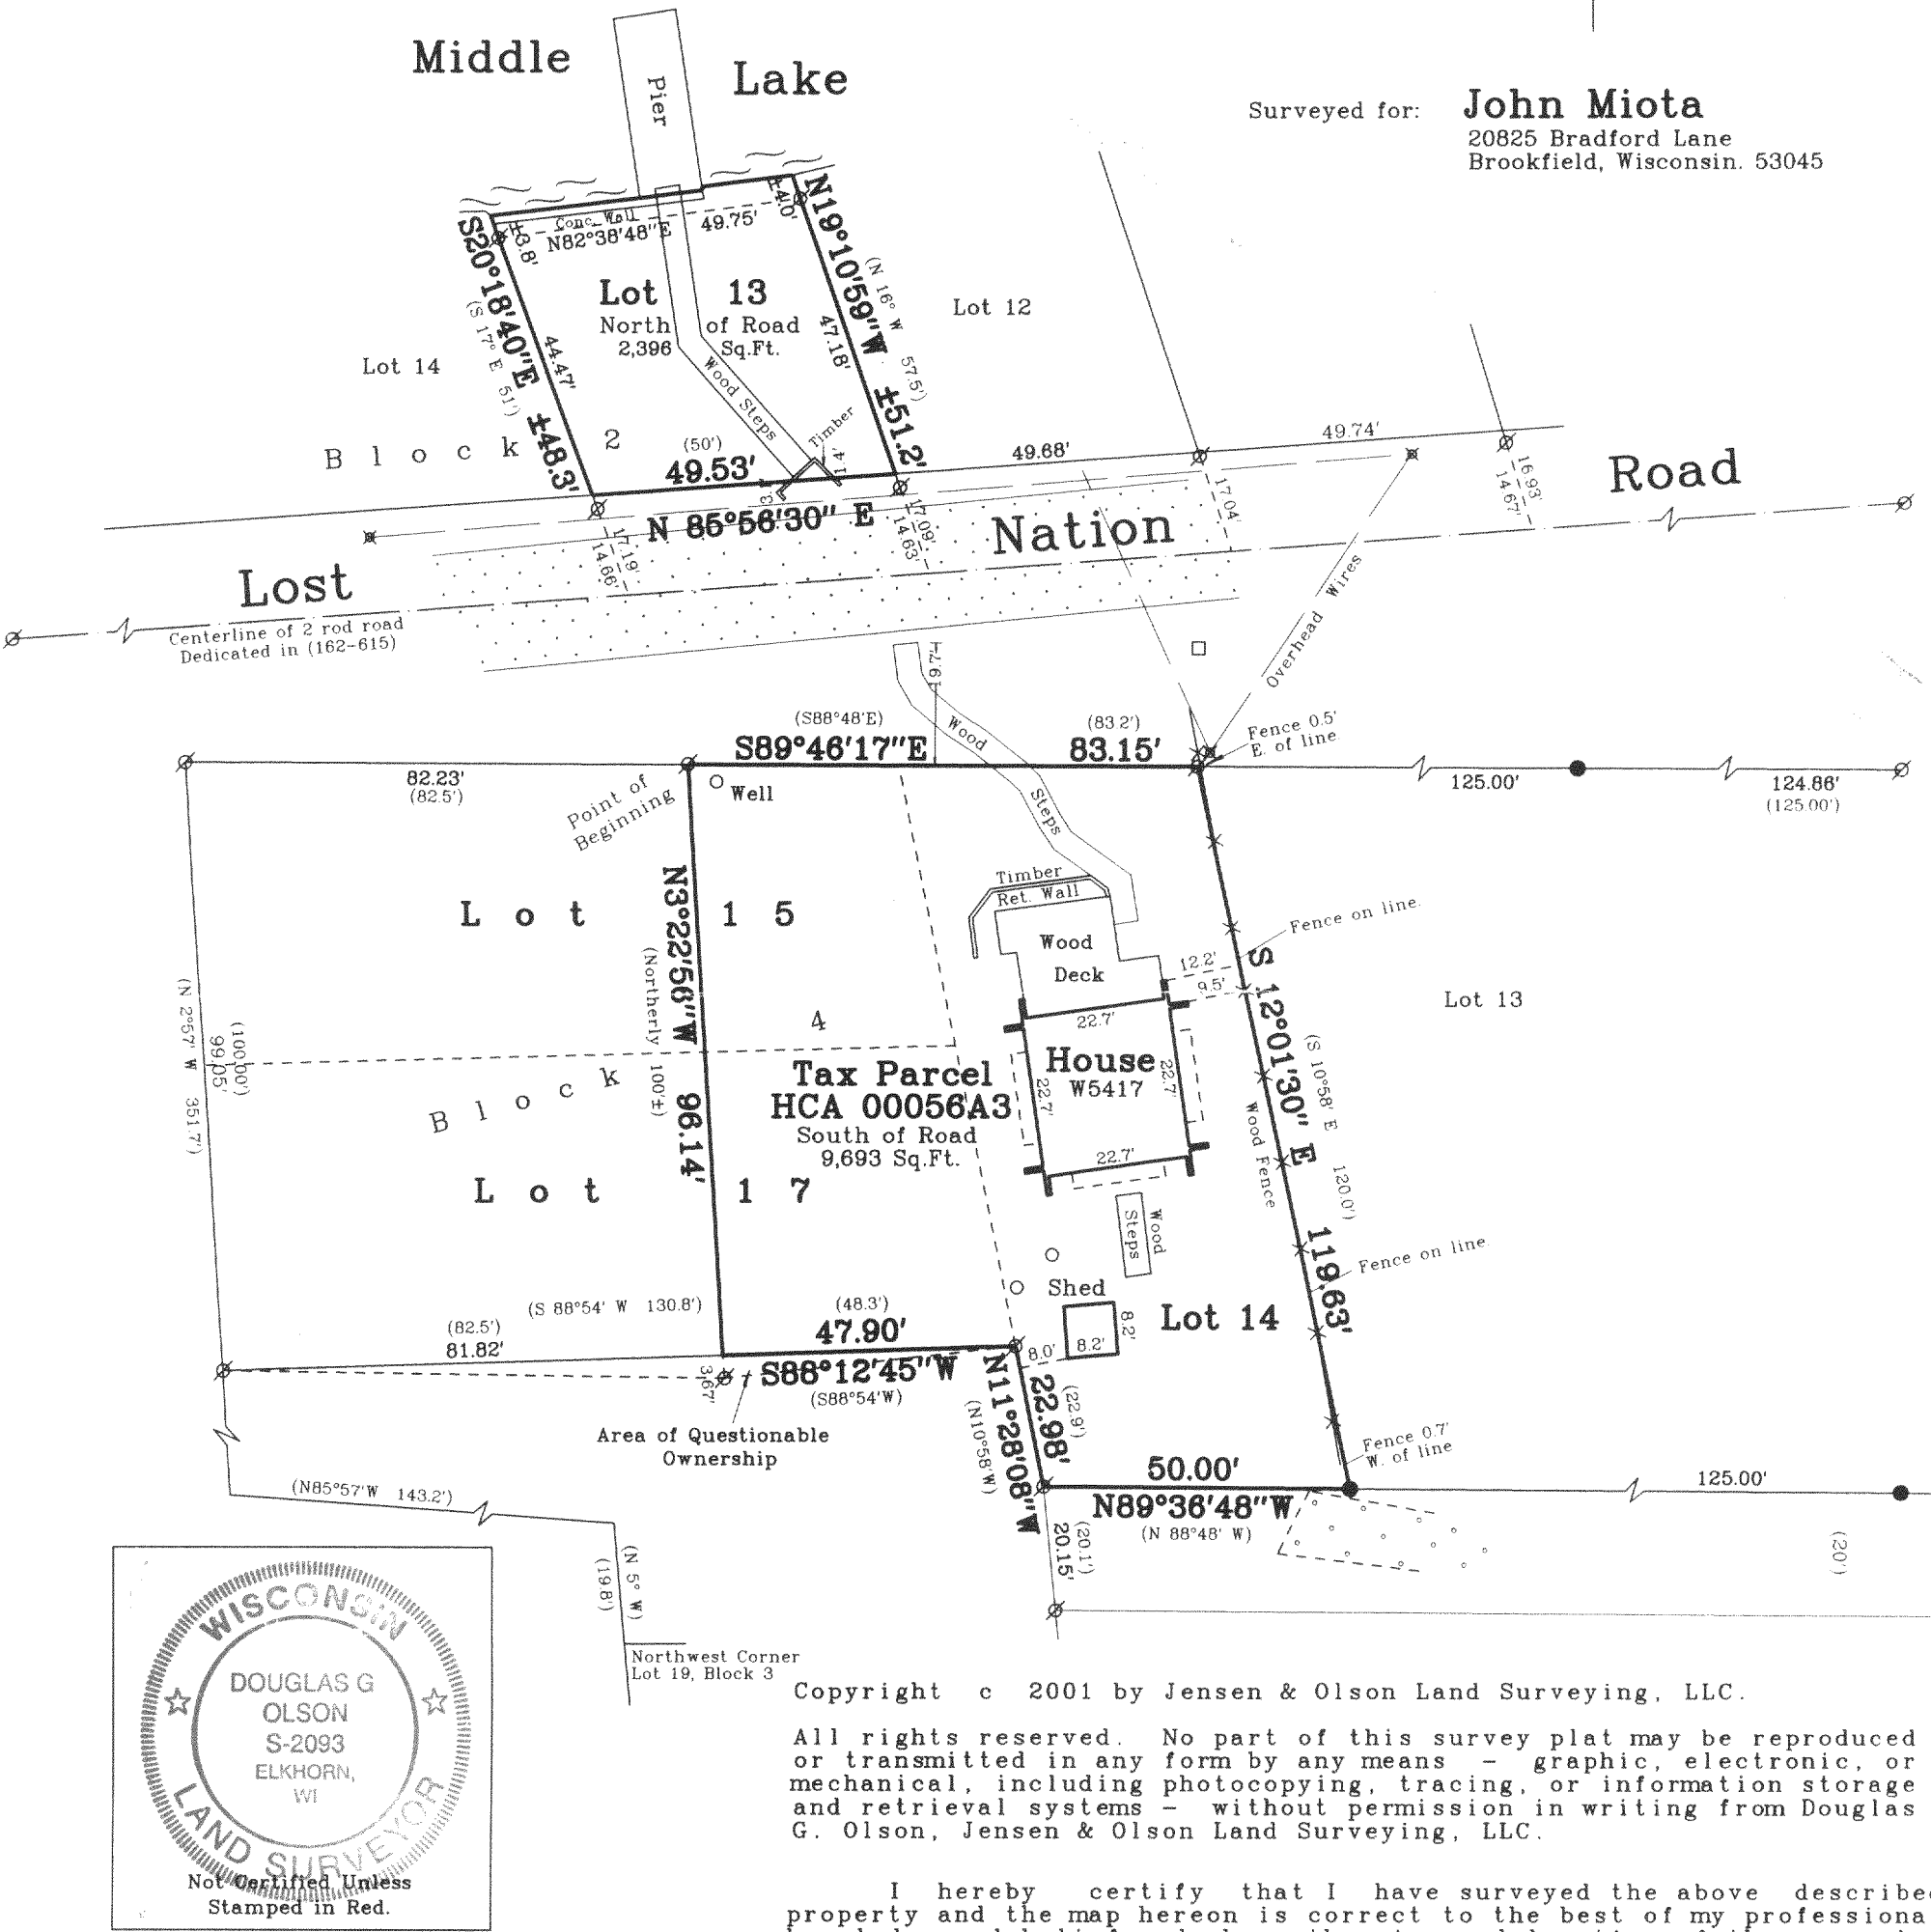 Middle
Lake
Pier
Surveyed for:
John Miota
20825 Bradford Lane
Brookfield, Wisconsin. 53045
±4.0'
Conc. Wall
N82°38'48"E
49.75'
±3.8'
S20°18'40"E ±48.3'
(S 17° E 51')
44.47'
N19°10'59"W ±51.2'
(N 16° W 57.5')
47.18'
Lot 13
North of Road
2,396 Sq.Ft.
Wood Steps
Timber
1.4'
Lot 12
Lot 14
Block 2
(50')
49.53'
N 85°56'30" E
49.68'
49.74'
17.19'
14.66'
17.09'
14.63'
17.04'
16.93'
14.67'
Lost Nation Road
Centerline of 2 rod road
Dedicated in (162-615)
Overhead Wires
(S88°48'E)
(83.2')
S89°46'17"E
83.15'
Wood Steps
Fence 0.5'
E. of line.
82.23'
(82.5')
Point of
Beginning
Well
125.00'
124.86'
(125.00')
Timber
Ret. Wall
Wood
Deck
Lot 15
N3°22'56"W 96.14'
(Northerly 100'±)
Fence on line.
12.2'
9.5'
S 12°01'30" E 119.63'
(S 10°58' E 120.0')
Wood Fence
Lot 13
(N 2°57' W 351.7')
99.05'
(100.00')
Block 4
22.7'
22.7'
22.7'
22.7'
House
W5417
Tax Parcel
HCA 00056A3
South of Road
9,693 Sq.Ft.
Lot 17
Wood
Steps
Fence on line.
Shed
8.2'
8.2'
8.0'
Lot 14
(S 88°54' W 130.8')
(82.5')
81.82'
(48.3')
47.90'
S88°12'45"W
(S88°54'W)
3.67'
Area of Questionable
Ownership
N11°28'08"W
22.98'
(22.9')
(N10°58'W)
Fence 0.7'
W. of line
50.00'
N89°36'48"W
(N 88°48' W)
125.00'
(N85°57'W 143.2')
20.15'
(20.1')
(20')
(N 5° W)
(19.8')
Northwest Corner
Lot 19, Block 3
WISCONSIN
DOUGLAS G
OLSON
S-2093
ELKHORN,
WI
LAND SURVEYOR
Not Certified Unless
Stamped in Red.
Copyright c 2001 by Jensen & Olson Land Surveying, LLC.
All rights reserved. No part of this survey plat may be reproduced
or transmitted in any form by any means - graphic, electronic, or
mechanical, including photocopying, tracing, or information storage
and retrieval systems - without permission in writing from Douglas
G. Olson, Jensen & Olson Land Surveying, LLC.
I hereby certify that I have surveyed the above described
property and the map hereon is correct to the best of my professiona